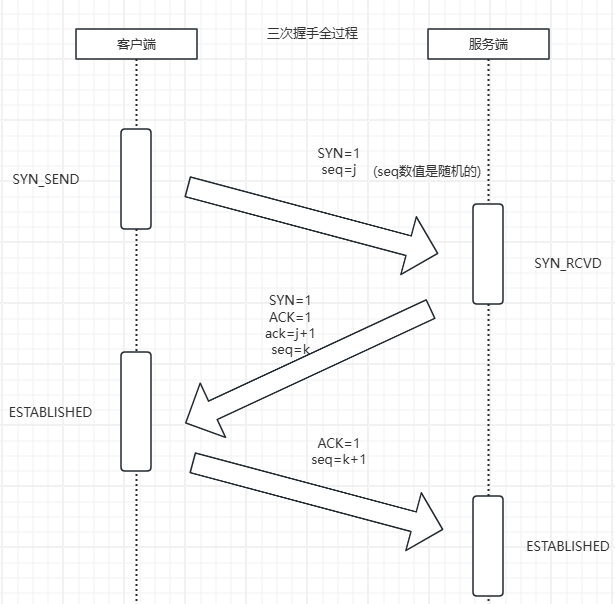 三次握手全过程
客户端
服务端
SYN=1
seq=j （seq数值是随机的）
SYN_SEND
SYN_RCVD
SYN=1
ACK=1
ack=j+1
seq=k
ESTABLISHED
ACK=1
seq=k+1
ESTABLISHED